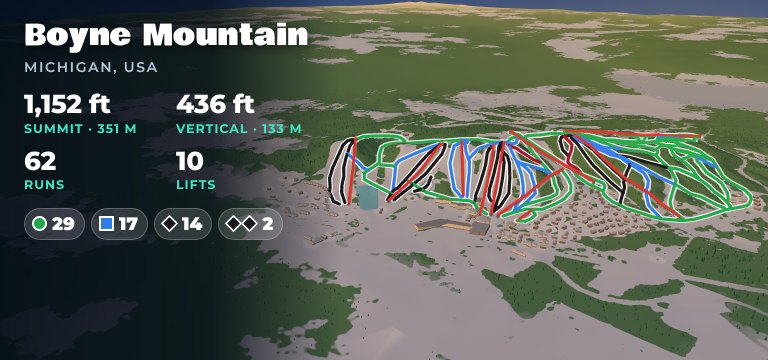 Boyne Mountain
MICHIGAN, USA
1,152 ft 436 ft
SUMMIT · 351 M VERTICAL · 133 M
62 10
RUNS LIFTS
29 17 14 2